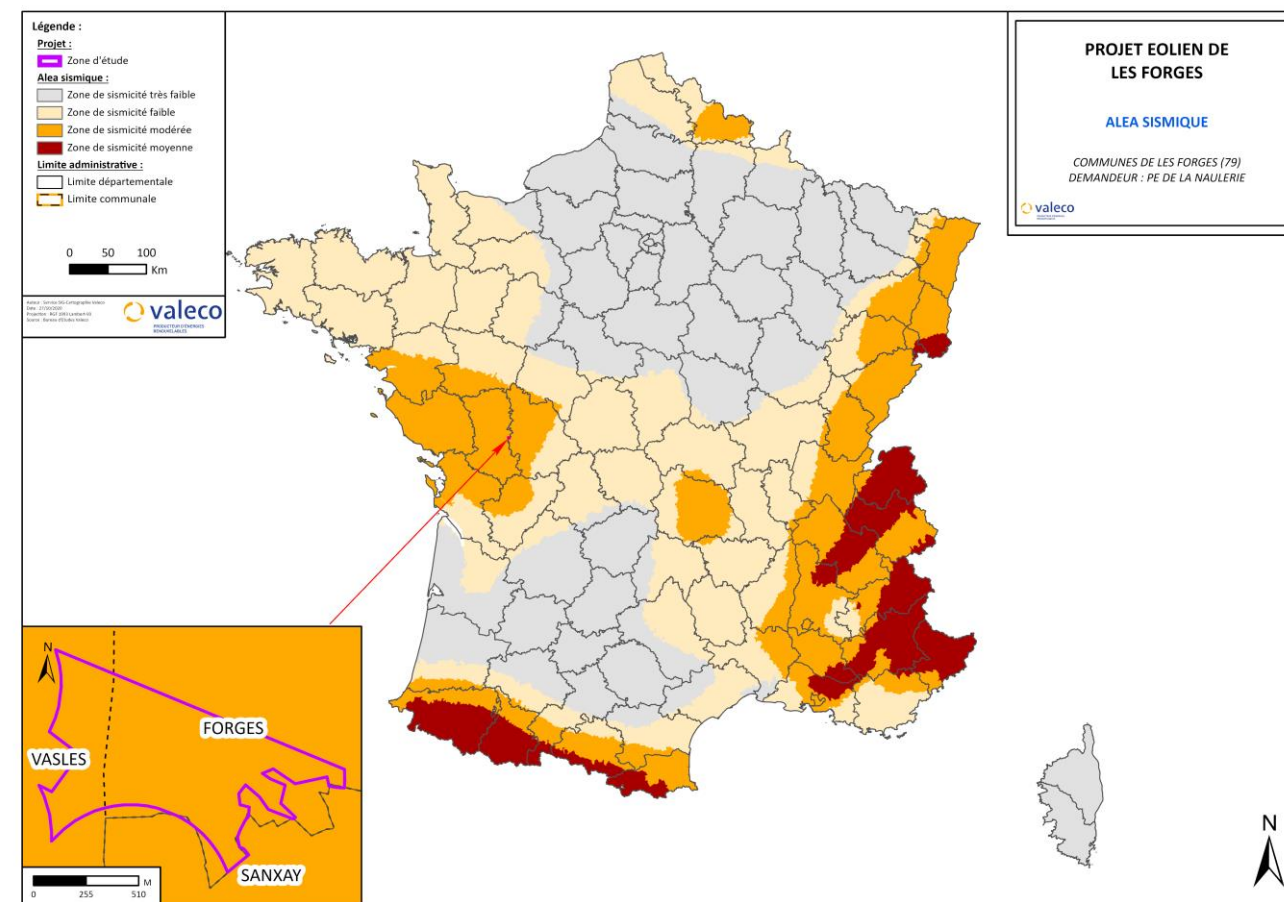 Légende :
Projet :
Zone d'étude
Alea sismique :
Zone de sismicité très faible
Zone de sismicité faible
Zone de sismicité modérée
Zone de sismicité moyenne
Limite administrative :
Limite départementale
Limite communale
0 50 100
Km
valeco
PRODUCTEUR D'ÉNERGIES
RENOUVELABLES
PROJET EOLIEN DE
LES FORGES
ALEA SISMIQUE
COMMUNES DE LES FORGES (79)
DEMANDEUR : PE DE LA NAULERIE
valeco
N
FORGES
VASLES
SANXAY
M
0 255 510
N